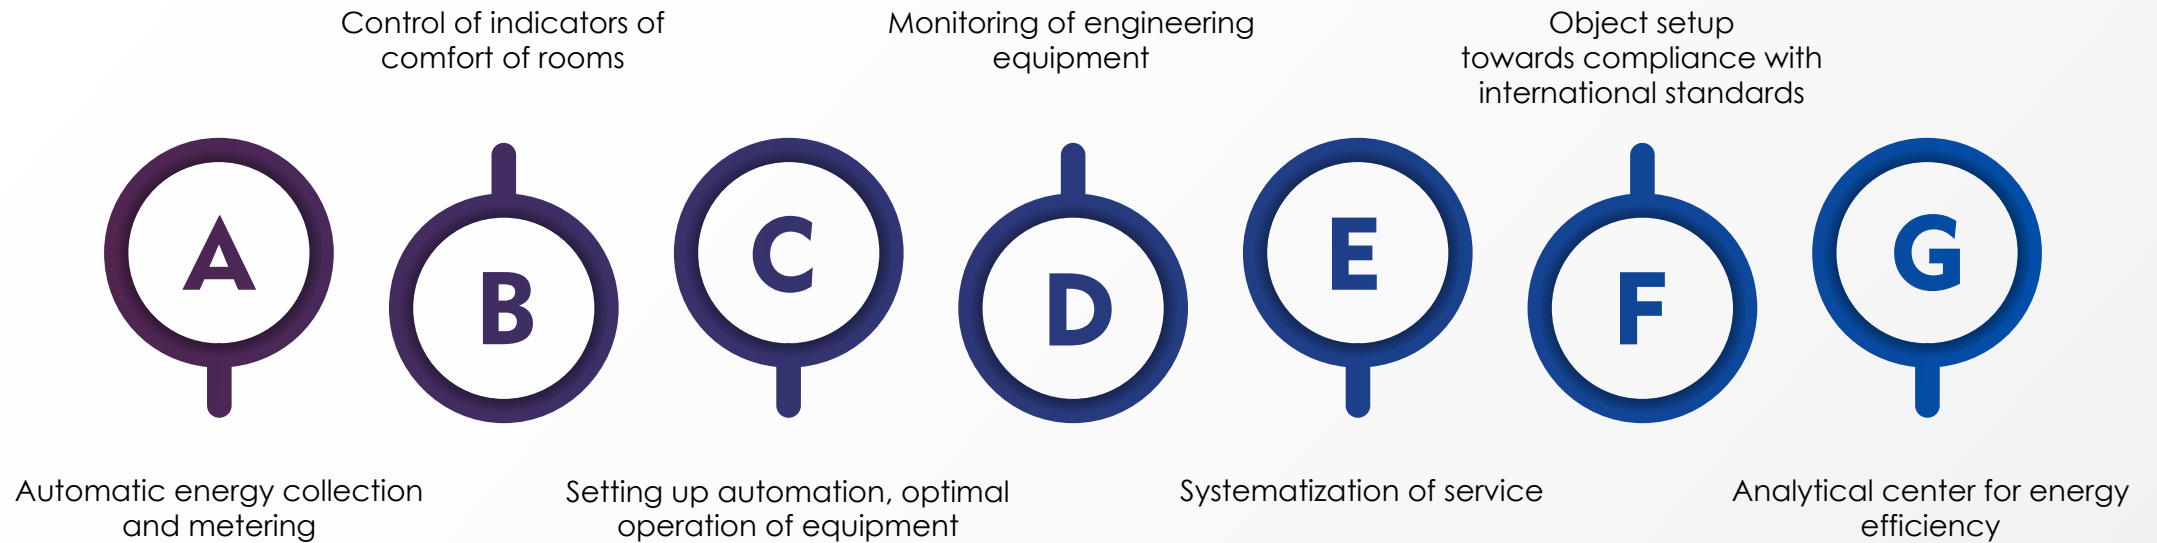 Control of indicators of
comfort of rooms
Monitoring of engineering
equipment
Object setup
towards compliance with
international standards
A
B
C
D
E
F
G
Automatic energy collection
and metering
Setting up automation, optimal
operation of equipment
Systematization of service
Analytical center for energy
efficiency